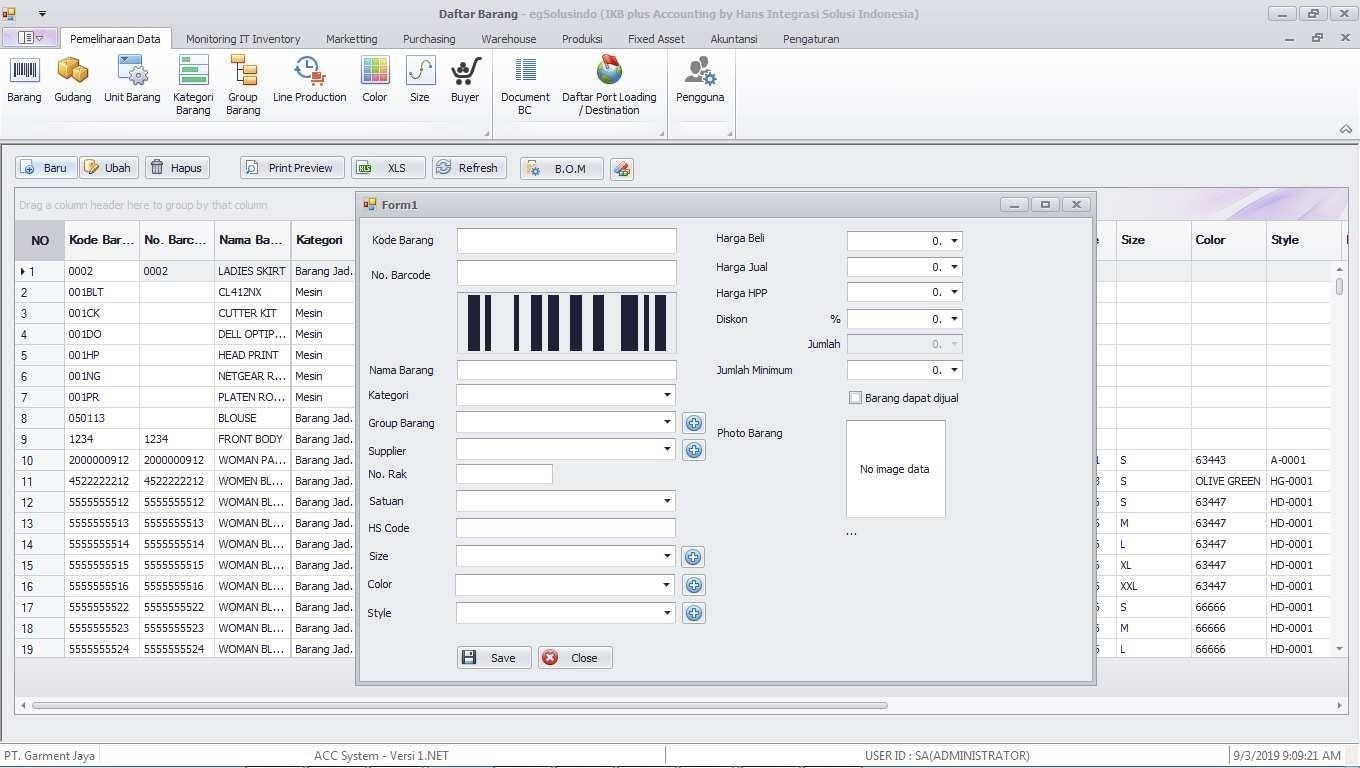 Daftar Barang - egSolusindo (IKB plus Accounting by Hans Integrasi Solusi Indonesia)
Pemeliharaan Data Monitoring IT Inventory Marketting Purchasing Warehouse Produksi Fixed Asset Akuntansi Pengaturan
Barang Gudang Unit Barang Kategori Barang Group Barang Line Production Color Size Buyer Document BC Daftar Port Loading / Destination Pengguna
Baru Ubah Hapus Print Preview XLS Refresh B.O.M
Drag a column header here to group by that column
NO Kode Bar... No. Barc... Nama Ba... Kategori Size Color Style
1 0002 0002 LADIES SKIRT Barang Jad.
2 001BLT CL412NX Mesin
3 001CK CUTTER KIT Mesin
4 001DO DELL OPTIP... Mesin
5 001HP HEAD PRINT Mesin
6 001NG NETGEAR R... Mesin
7 001PR PLATEN RO... Mesin
8 050113 BLOUSE Barang Jad.
9 1234 1234 FRONT BODY Barang Jad.
10 2000000912 2000000912 WOMAN PA... Barang Jad. S 63443 A-0001
11 4522222212 4522222212 WOMEN BL... Barang Jad. S OLIVE GREEN HG-0001
12 5555555512 5555555512 WOMAN BL... Barang Jad. S 63447 HD-0001
13 5555555513 5555555513 WOMAN BL... Barang Jad. M 63447 HD-0001
14 5555555514 5555555514 WOMAN BL... Barang Jad. L 63447 HD-0001
15 5555555515 5555555515 WOMAN BL... Barang Jad. XL 63447 HD-0001
16 5555555516 5555555516 WOMAN BL... Barang Jad. XXL 63447 HD-0001
17 5555555522 5555555522 WOMAN BL... Barang Jad. S 66666 HD-0001
18 5555555523 5555555523 WOMAN BL... Barang Jad. M 66666 HD-0001
19 5555555524 5555555524 WOMAN BL... Barang Jad. L 66666 HD-0001
Form1
Kode Barang
No. Barcode
Nama Barang
Kategori
Group Barang
Supplier
No. Rak
Satuan
HS Code
Size
Color
Style
Save Close
Harga Beli 0.
Harga Jual 0.
Harga HPP 0.
Diskon % 0.
Jumlah 0.
Jumlah Minimum 0.
Barang dapat dijual
Photo Barang
No image data
...
PT. Garment Jaya ACC System - Versi 1.NET USER ID : SA(ADMINISTRATOR) 9/3/2019 9:09:21 AM